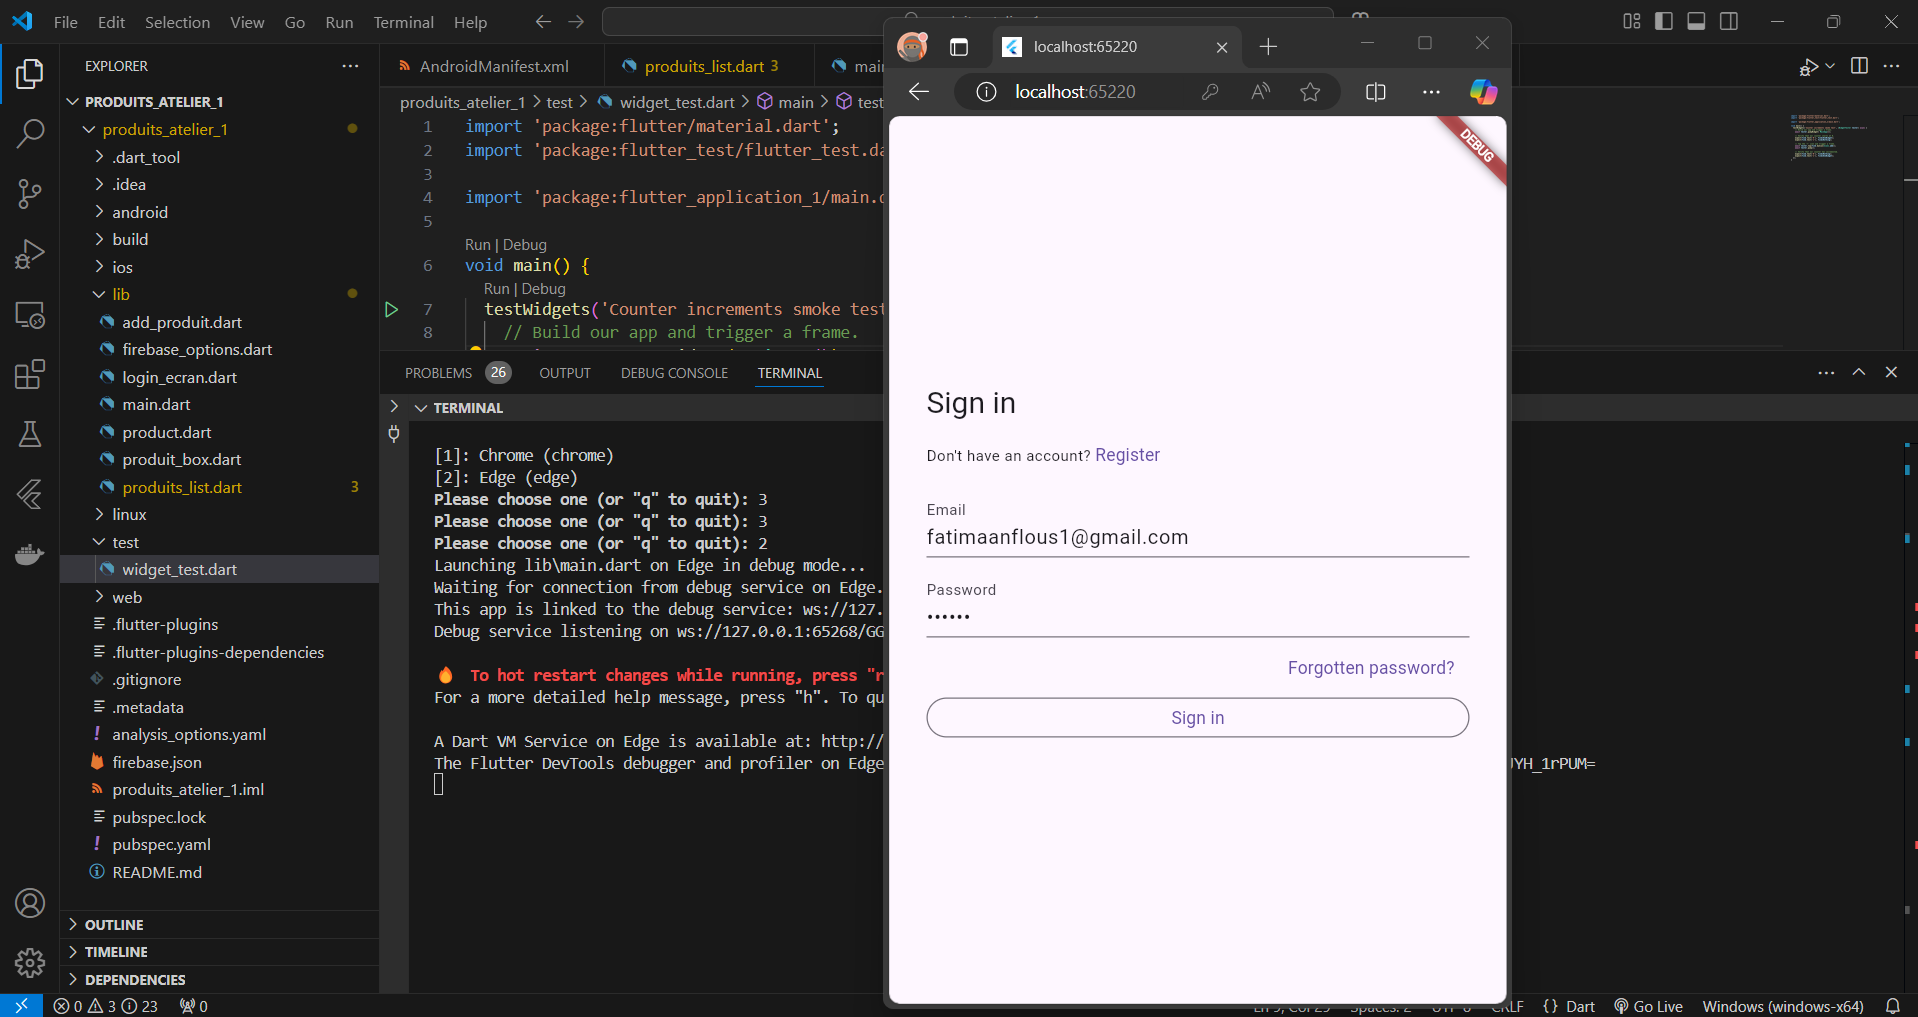 File Edit Selection View Go Run Terminal Help
EXPLORER
PRODUITS_ATELIER_1
produits_atelier_1
.dart_tool
.idea
android
build
ios
lib
add_produit.dart
firebase_options.dart
login_ecran.dart
main.dart
product.dart
produit_box.dart
produits_list.dart 3
linux
test
widget_test.dart
web
.flutter-plugins
.flutter-plugins-dependencies
.gitignore
.metadata
analysis_options.yaml
firebase.json
produits_atelier_1.iml
pubspec.lock
pubspec.yaml
README.md
OUTLINE
TIMELINE
DEPENDENCIES
AndroidManifest.xml
produits_list.dart 3
mai
produits_atelier_1 > test > widget_test.dart > main > test
1 import 'package:flutter/material.dart';
2 import 'package:flutter_test/flutter_test.da
3
4 import 'package:flutter_application_1/main.d
5
Run | Debug
6 void main() {
Run | Debug
7 testWidgets('Counter increments smoke test
8 // Build our app and trigger a frame.
PROBLEMS 26 OUTPUT DEBUG CONSOLE TERMINAL
TERMINAL
[1]: Chrome (chrome)
[2]: Edge (edge)
Please choose one (or "q" to quit): 3
Please choose one (or "q" to quit): 3
Please choose one (or "q" to quit): 2
Launching lib\main.dart on Edge in debug mode...
Waiting for connection from debug service on Edge.
This app is linked to the debug service: ws://127.
Debug service listening on ws://127.0.0.1:65268/GG
To hot restart changes while running, press "r
For a more detailed help message, press "h". To qu
A Dart VM Service on Edge is available at: http://
The Flutter DevTools debugger and profiler on Edge
YH_1rPUM=
localhost:65220
localhost:65220
DEBUG
Sign in
Don't have an account? Register
Email
fatimaanflous1@gmail.com
Password
••••••
Forgotten password?
Sign in
0 3 23 0
CRLF {} Dart Go Live Windows (windows-x64)